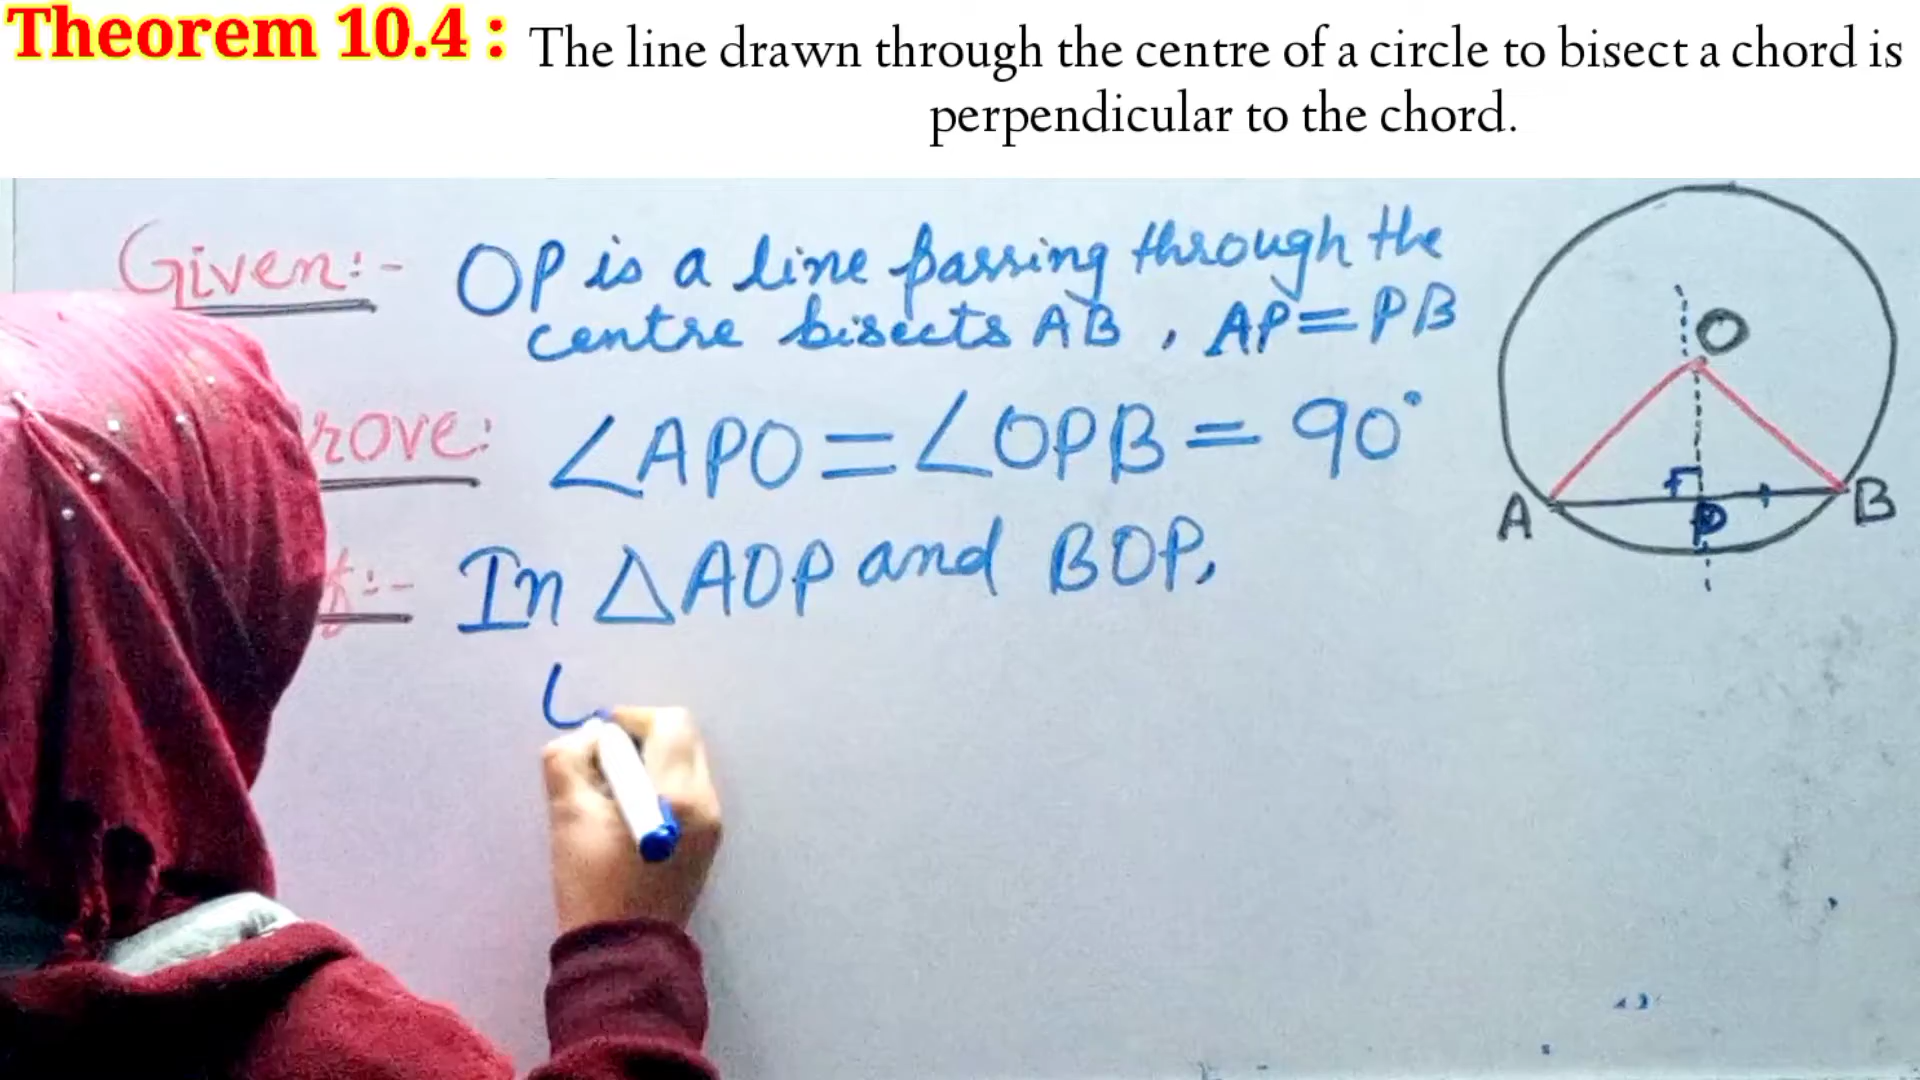 Theorem 10.4 : The line drawn through the centre of a circle to bisect a chord is
perpendicular to the chord.
Given:- OP is a line passing through the
centre bisects AB , AP=PB
rove: ∠APO=∠OPB=90°
f:- In △AOP and BOP,
O
A
P
B